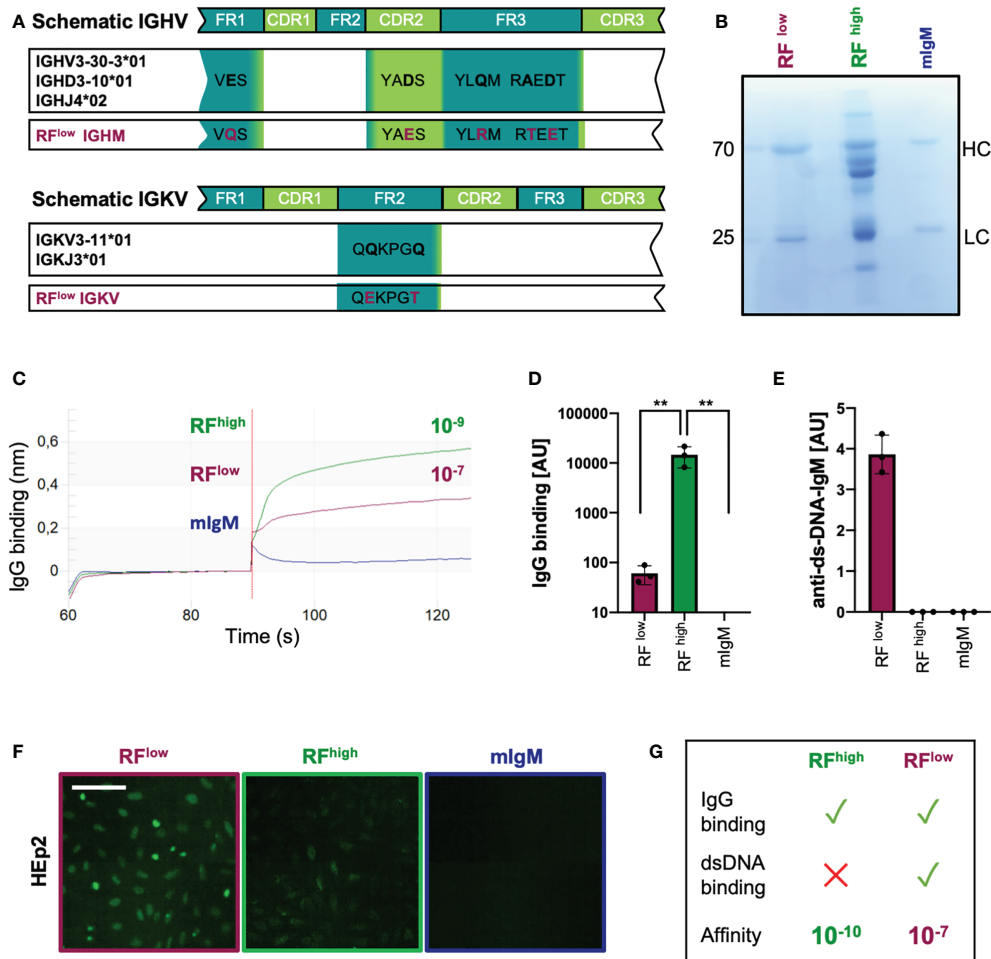 A
Schematic IGHV
FR1 CDR1 FR2 CDR2 FR3 CDR3
IGHV3-30-3*01
IGHD3-10*01
IGHJ4*02
VES YADS YLQM RAEDT
RFlow IGHM VQS YAES YLRM RTEET
Schematic IGKV
FR1 CDR1 FR2 CDR2 FR3 CDR3
IGKV3-11*01
IGKJ3*01
QQKPGQ
RFlow IGKV QEKPGT
B
RF low RF high mIgM
70 HC
25 LC
C
IgG binding (nm)
0,6
0,4
0,2
0
RFhigh 10-9
RFlow 10-7
mIgM
60 80 100 120
Time (s)
D
IgG binding [AU]
** **
100000
10000
1000
100
10
RF low RF high mIgM
E
anti-ds-DNA-IgM [AU]
5
4
3
2
1
0
RF low RF high mIgM
F
RFlow RFhigh mIgM
HEp2
G
RFhigh RFlow
IgG
binding
dsDNA
binding
Affinity 10-10 10-7